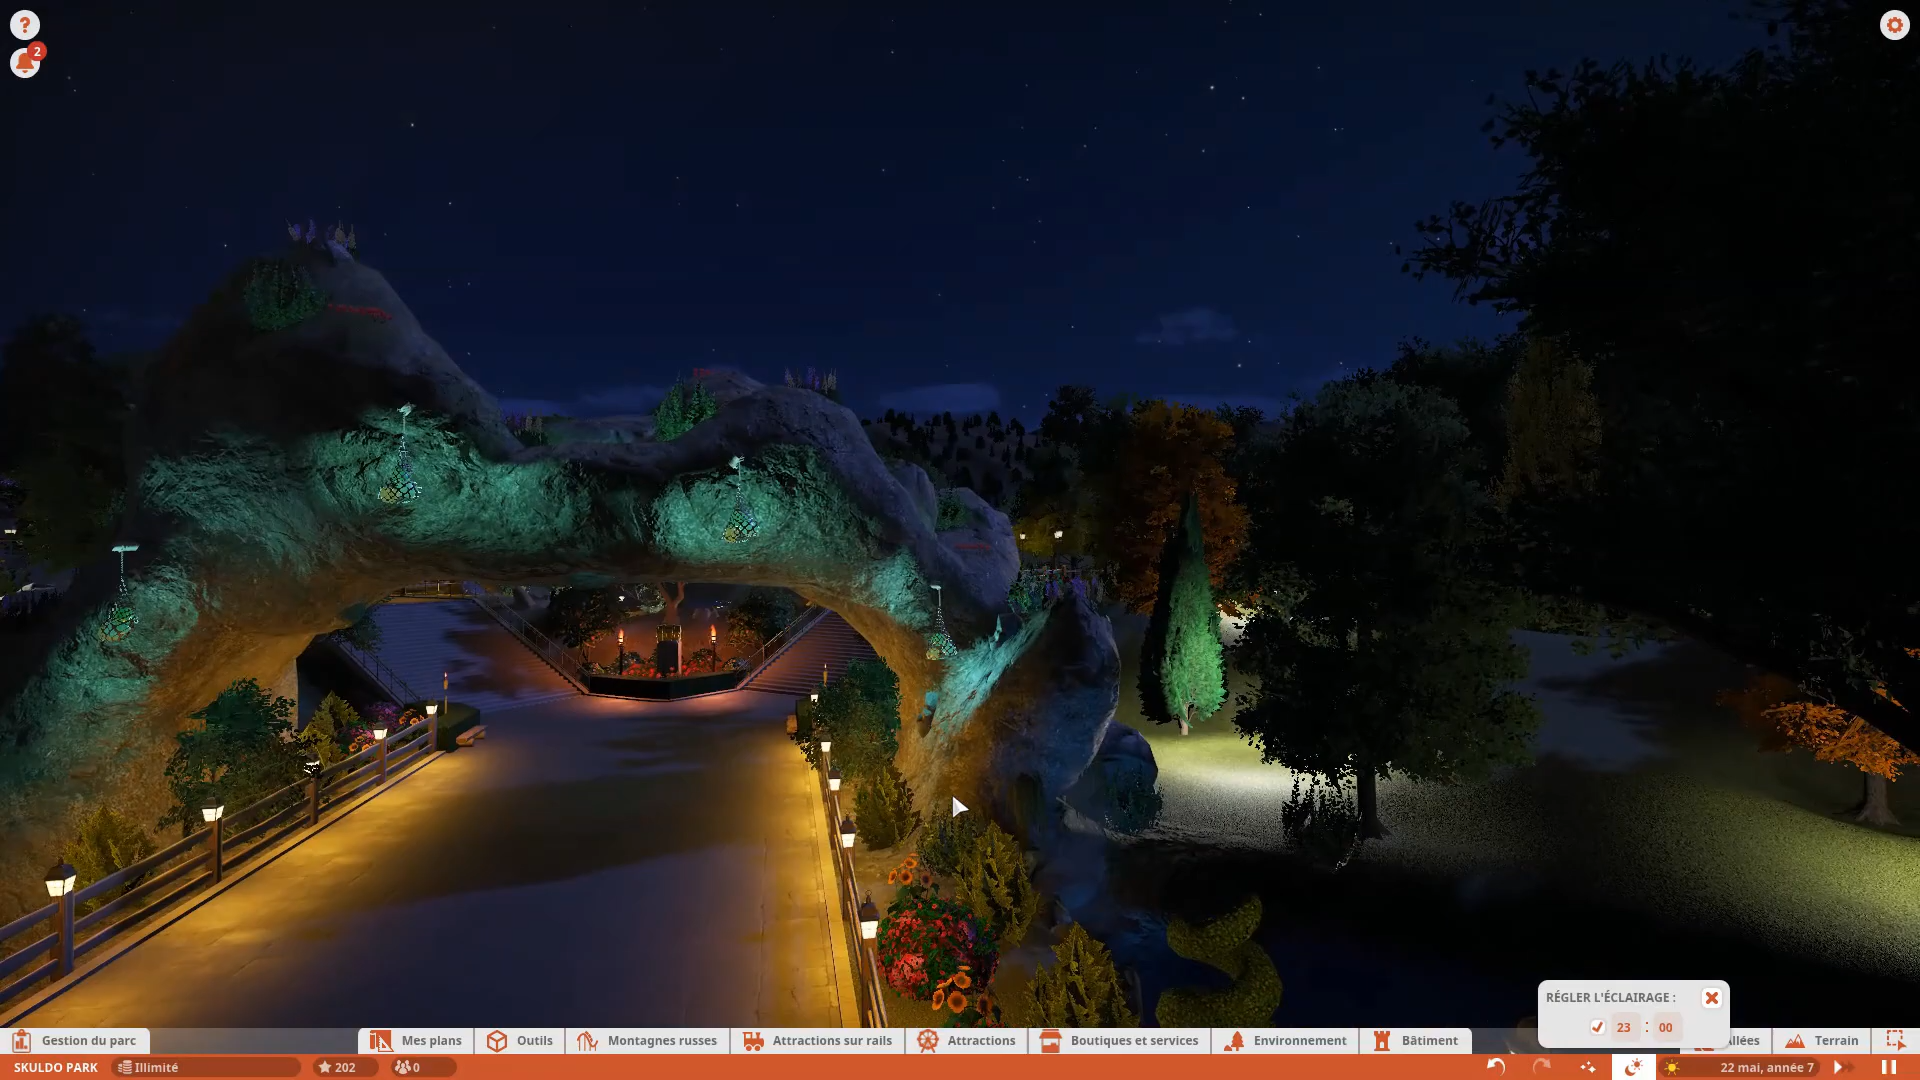 2
RÉGLER L'ÉCLAIRAGE :
23 : 00
Gestion du parc
Mes plans
Outils
Montagnes russes
Attractions sur rails
Attractions
Boutiques et services
Environnement
Bâtiment
Terrain
SKULDO PARK
Illimité
202
0
22 mai, année 7